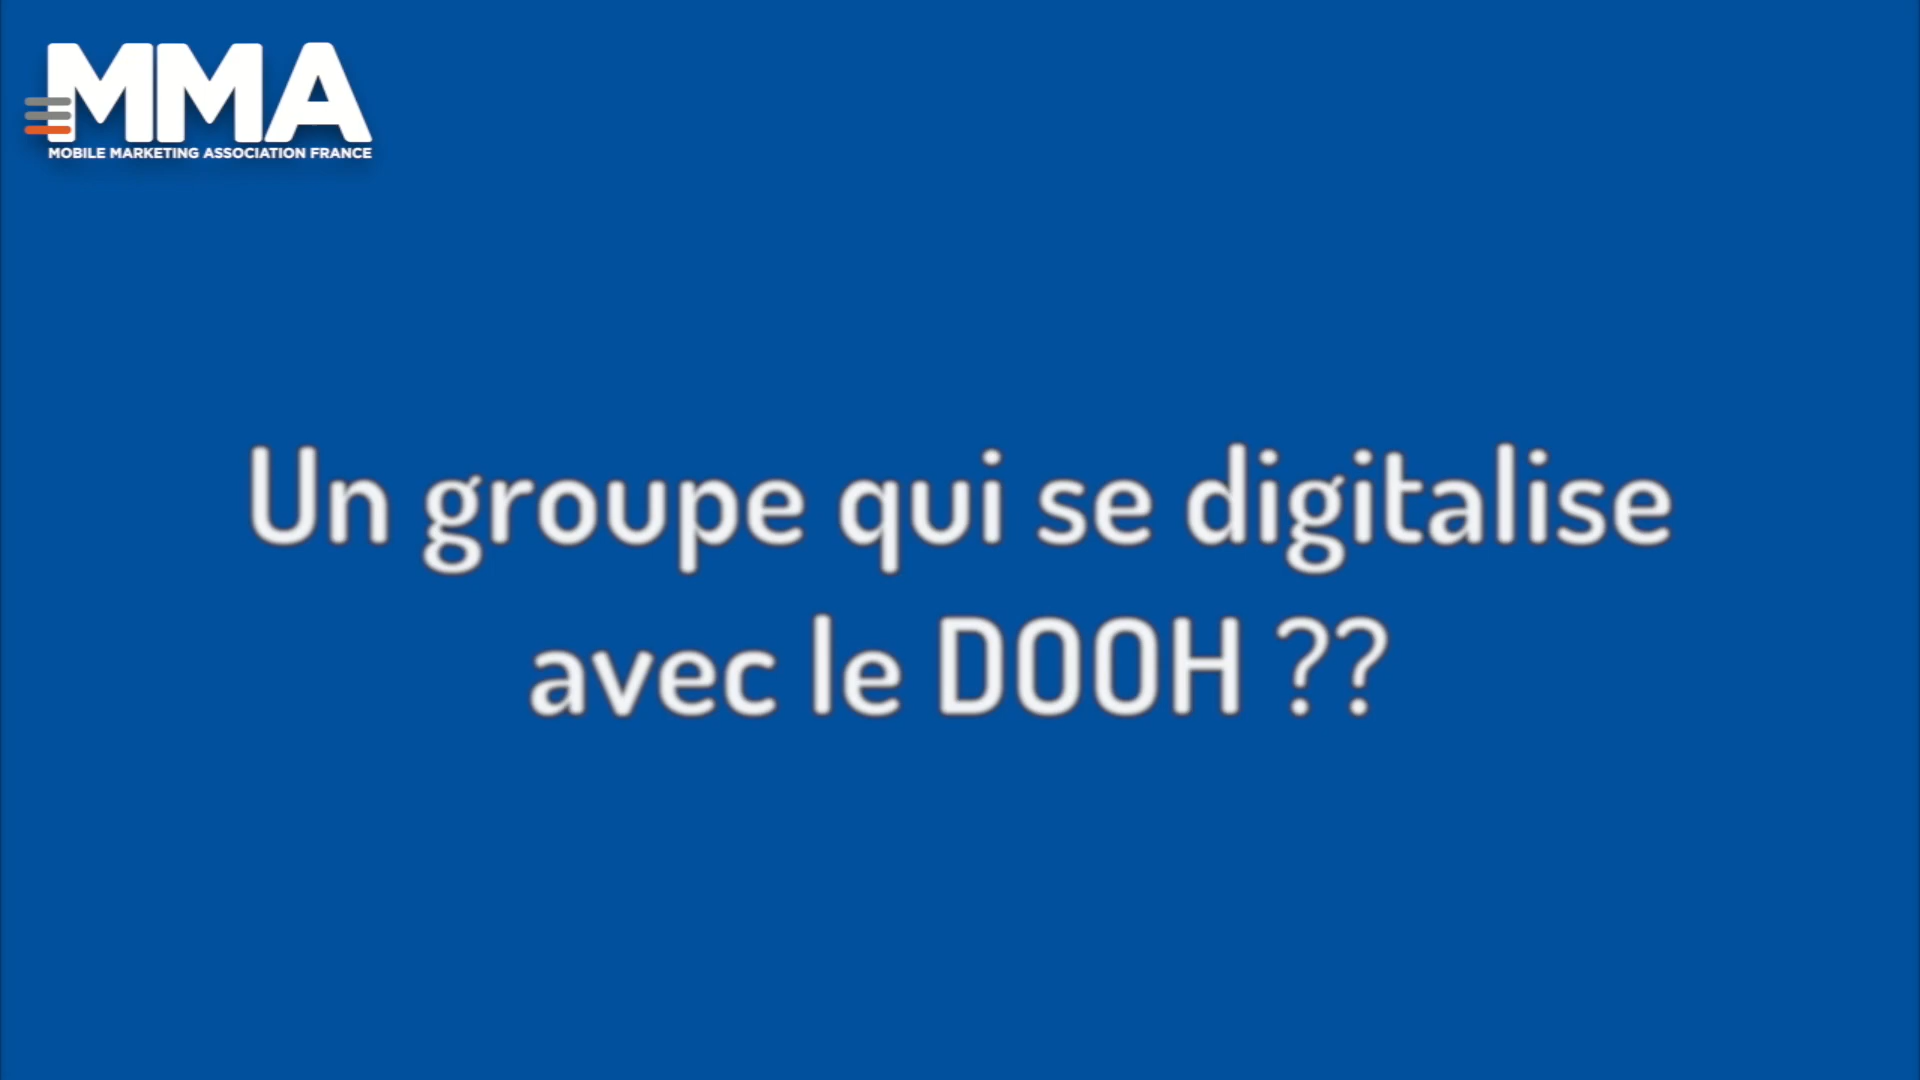 MMA
MOBILE MARKETING ASSOCIATION FRANCE
Un groupe qui se digitalise
avec le DOOH ??